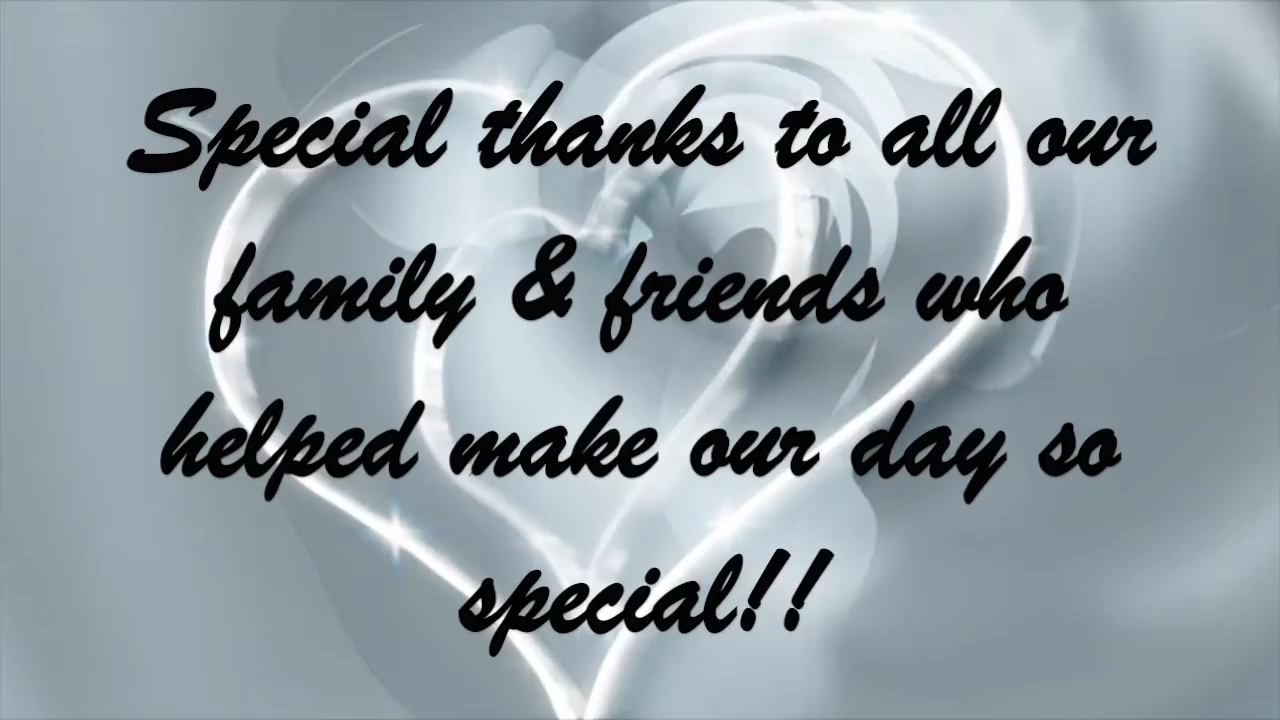 Special thanks to all our
family & friends who
helped make our day so
special!!